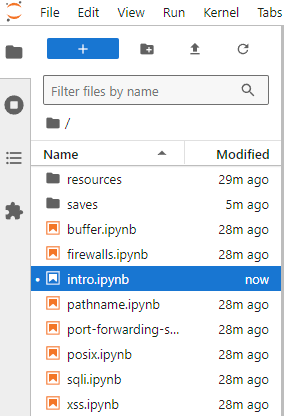 File Edit View Run Kernel Tabs
Filter files by name
/
Name Modified
resources 29m ago
saves 5m ago
buffer.ipynb 28m ago
firewalls.ipynb 28m ago
intro.ipynb now
pathname.ipynb 28m ago
port-forwarding-s... 28m ago
posix.ipynb 28m ago
sqli.ipynb 28m ago
xss.ipynb 28m ago